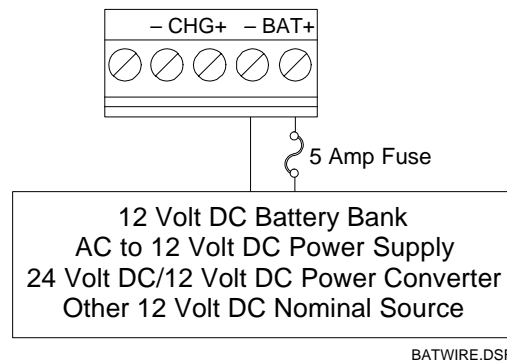 – CHG+ – BAT+
5 Amp Fuse
12 Volt DC Battery Bank
AC to 12 Volt DC Power Supply
24 Volt DC/12 Volt DC Power Converter
Other 12 Volt DC Nominal Source
BATWIRE.DSF